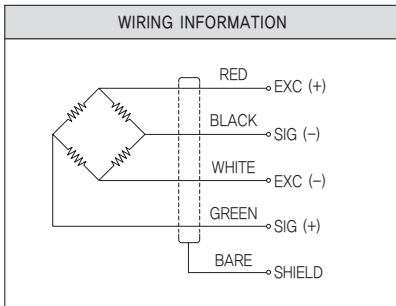 WIRING INFORMATION
RED EXC (+)
BLACK SIG (-)
WHITE EXC (-)
GREEN SIG (+)
BARE SHIELD